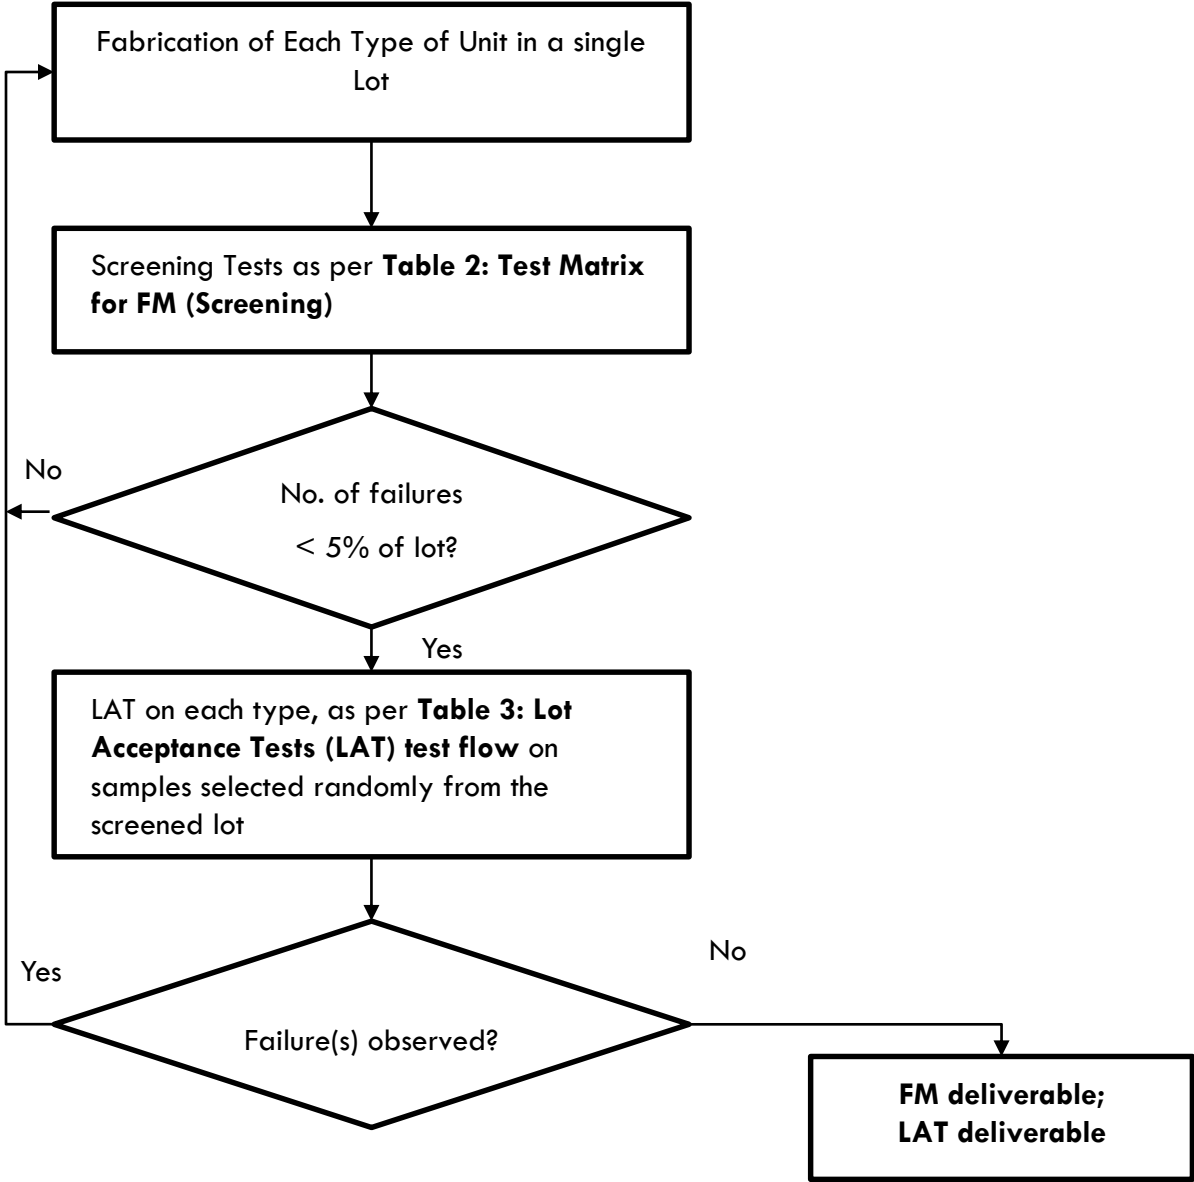 Fabrication of Each Type of Unit in a single
Lot
Screening Tests as per Table 2: Test Matrix
for FM (Screening)
No
No. of failures
< 5% of lot?
Yes
LAT on each type, as per Table 3: Lot
Acceptance Tests (LAT) test flow on
samples selected randomly from the
screened lot
No
Yes
Failure(s) observed?
FM deliverable;
LAT deliverable